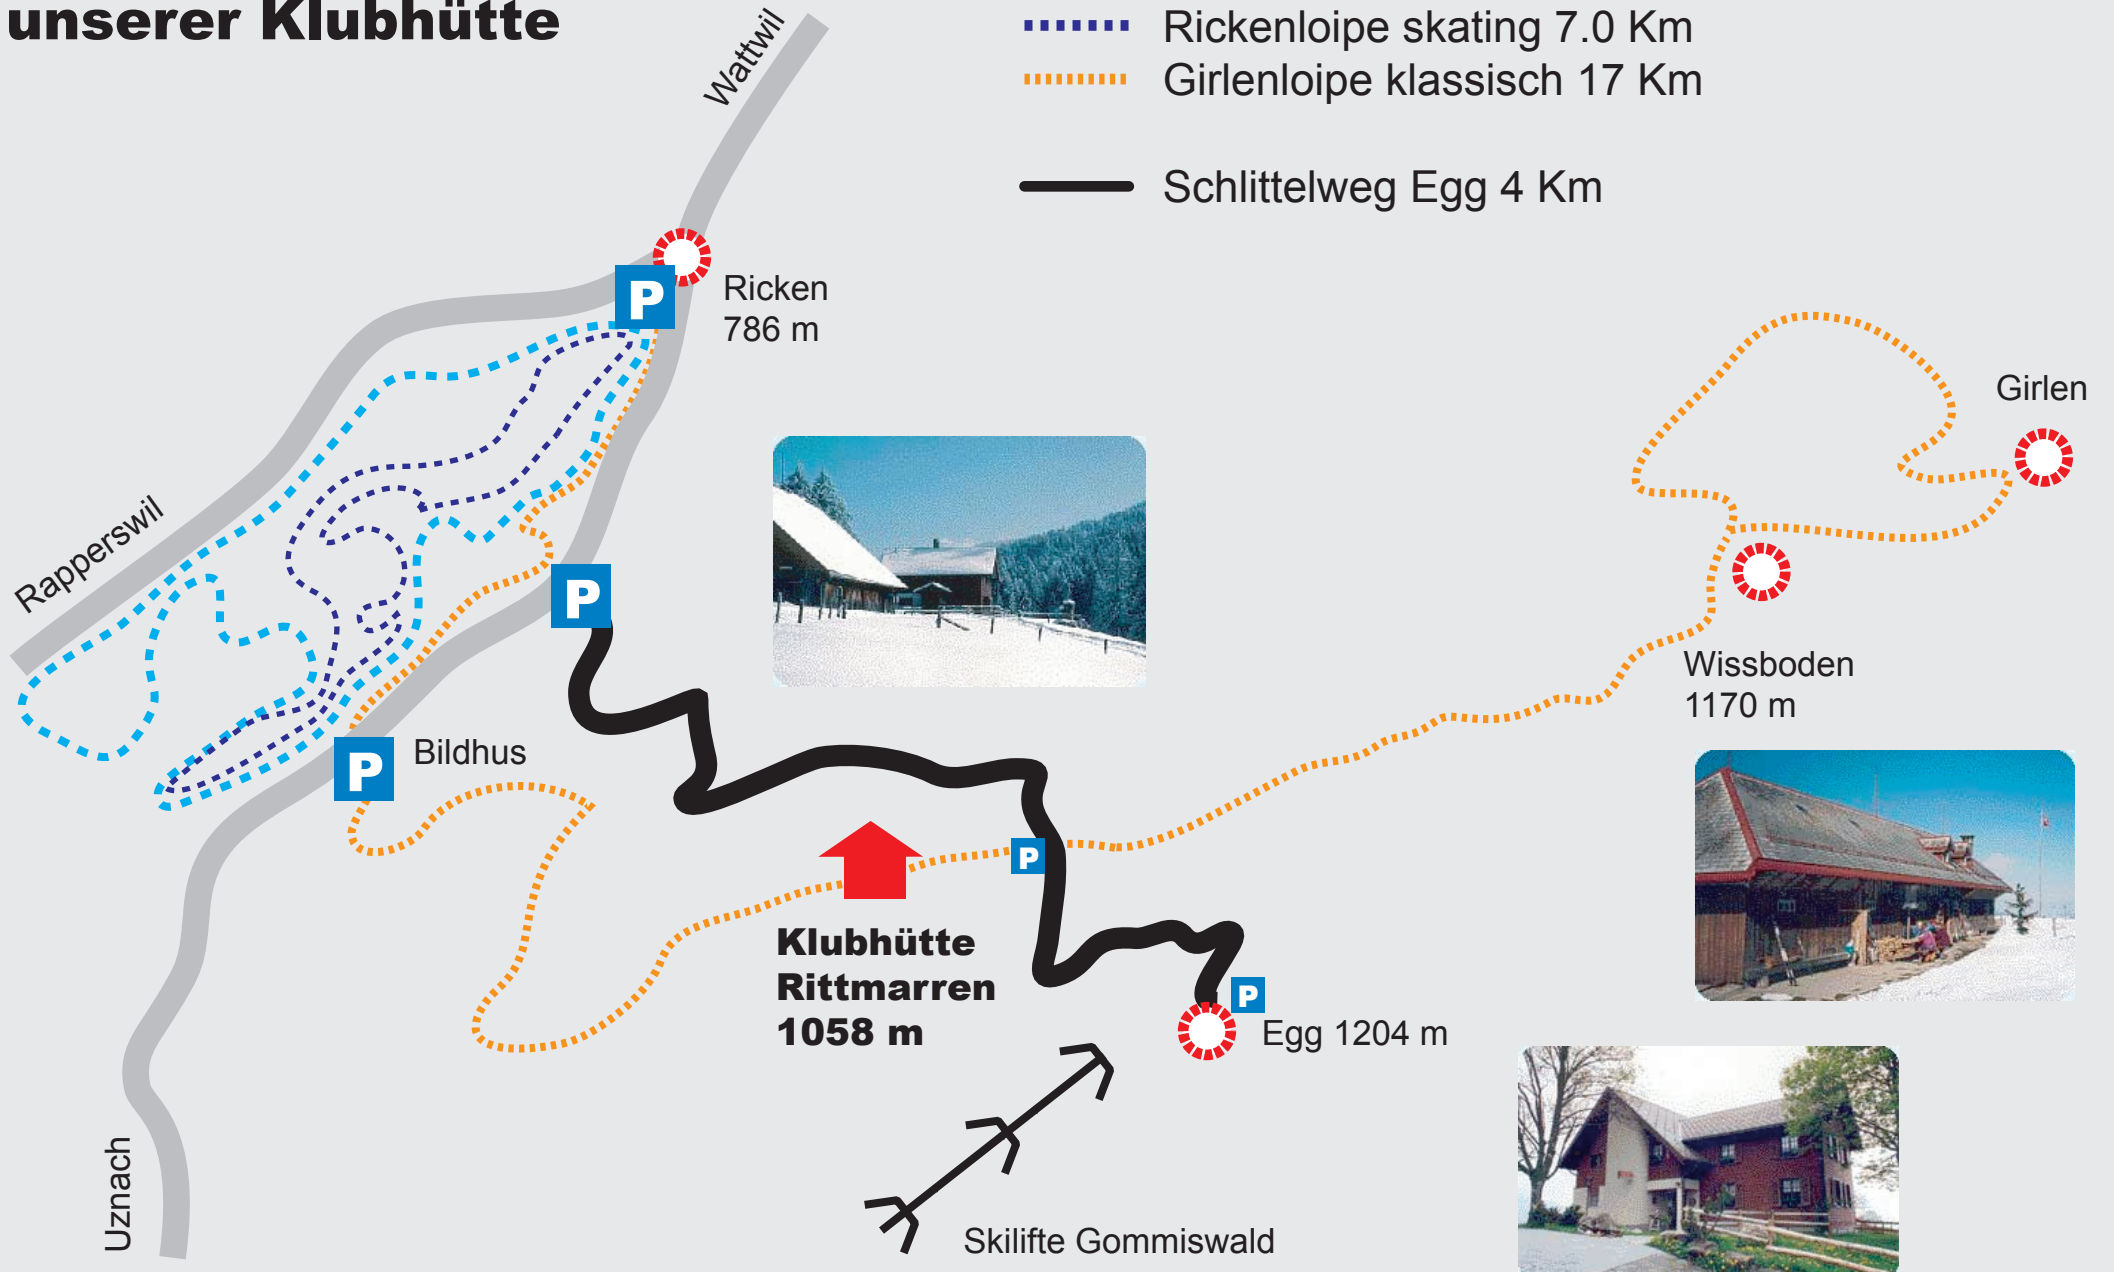 unserer Klubhütte
Rickenloipe skating 7.0 Km
Girlenloipe klassisch 17 Km
Schlittelweg Egg 4 Km
Wattwil
P
Ricken
786 m
Girlen
Rapperswil
P
Wissboden
1170 m
Bildhus
P
P
Klubhütte
Rittmarren
1058 m
P
Egg 1204 m
Uznach
Skilifte Gommiswald